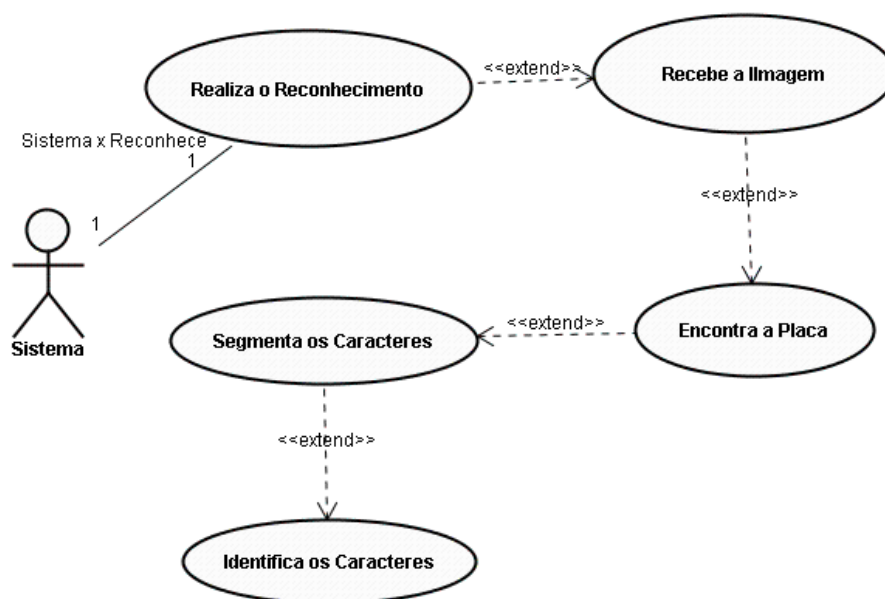 Realiza o Reconhecimento
<<extend>>
Recebe a IImagem
Sistema x Reconhece
1
1
Sistema
<<extend>>
Encontra a Placa
<<extend>>
Segmenta os Caracteres
<<extend>>
Identifica os Caracteres